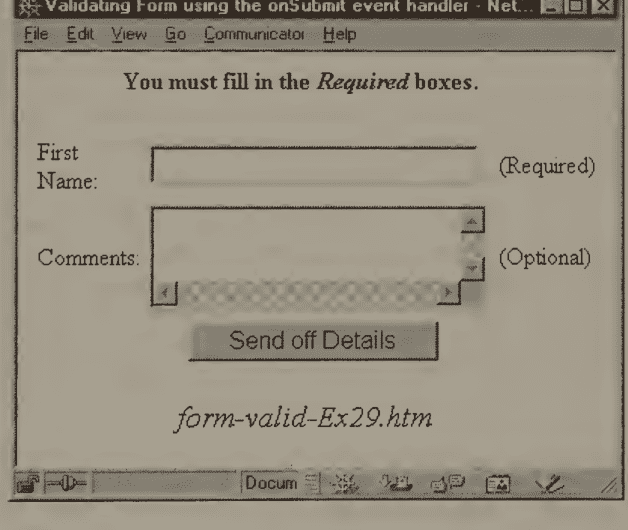 Validating Form using the onSubmit event handler - Net...
File Edit View Go Communicator Help
You must fill in the Required boxes.
First
Name:
(Required)
Comments:
(Optional)
Send off Details
form-valid-Ex29.htm
Docum